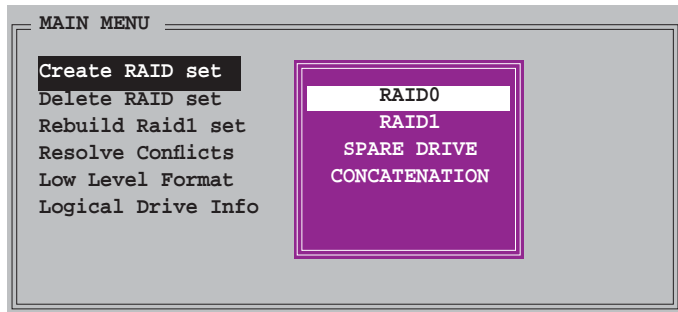 MAIN MENU
Create RAID set
Delete RAID set
Rebuild Raid1 set
Resolve Conflicts
Low Level Format
Logical Drive Info
RAID0
RAID1
SPARE DRIVE
CONCATENATION